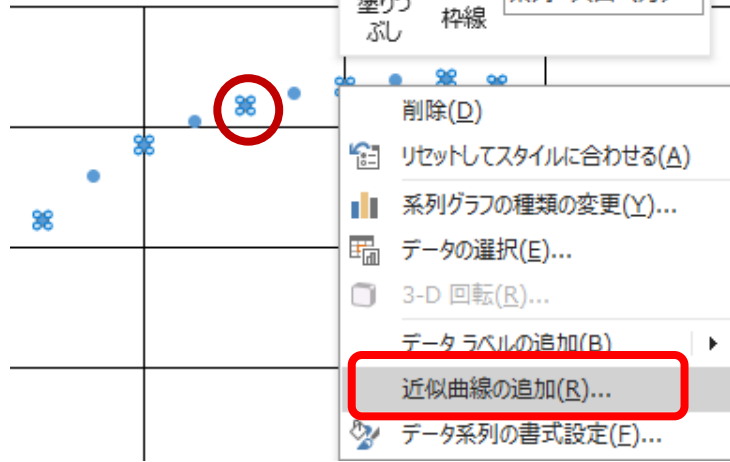 塗りつ
ぶし
枠線
削除(D)
リセットしてスタイルに合わせる(A)
系列グラフの種類の変更(Y)...
データの選択(E)...
3-D 回転(R)...
データ ラベルの追加(B)
近似曲線の追加(R)...
データ系列の書式設定(F)...